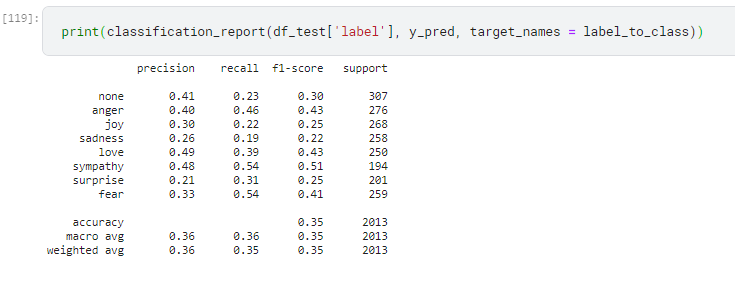 [119]:
print(classification_report(df_test['label'], y_pred, target_names = label_to_class))
precision recall f1-score support
none 0.41 0.23 0.30 307
anger 0.40 0.46 0.43 276
joy 0.30 0.22 0.25 268
sadness 0.26 0.19 0.22 258
love 0.49 0.39 0.43 250
sympathy 0.48 0.54 0.51 194
surprise 0.21 0.31 0.25 201
fear 0.33 0.54 0.41 259
accuracy 0.35 2013
macro avg 0.36 0.36 0.35 2013
weighted avg 0.36 0.35 0.35 2013